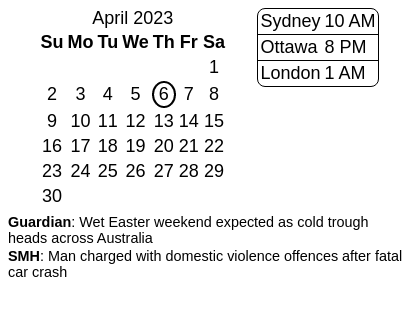 April 2023
Su Mo Tu We Th Fr Sa
1
2 3 4 5 6 7 8
9 10 11 12 13 14 15
16 17 18 19 20 21 22
23 24 25 26 27 28 29
30
Sydney 10 AM
Ottawa 8 PM
London 1 AM
Guardian: Wet Easter weekend expected as cold trough
heads across Australia
SMH: Man charged with domestic violence offences after fatal
car crash